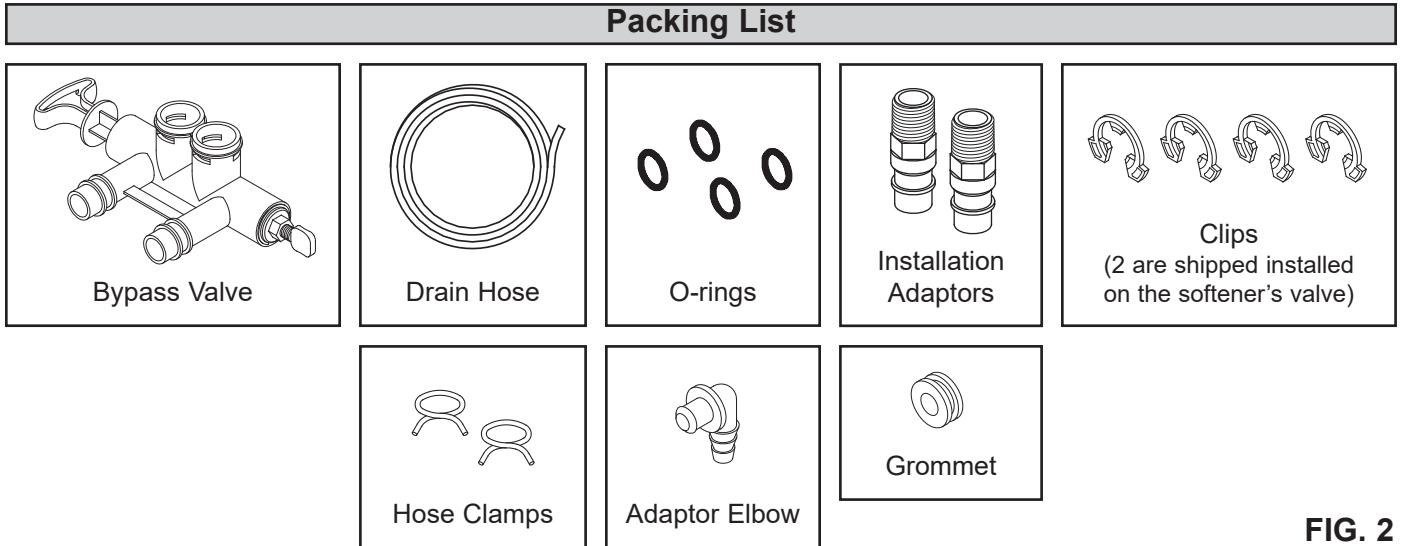 Packing List
Bypass Valve
Drain Hose
O-rings
Installation
Adaptors
Clips
(2 are shipped installed
on the softener’s valve)
Hose Clamps
Adaptor Elbow
Grommet
FIG. 2